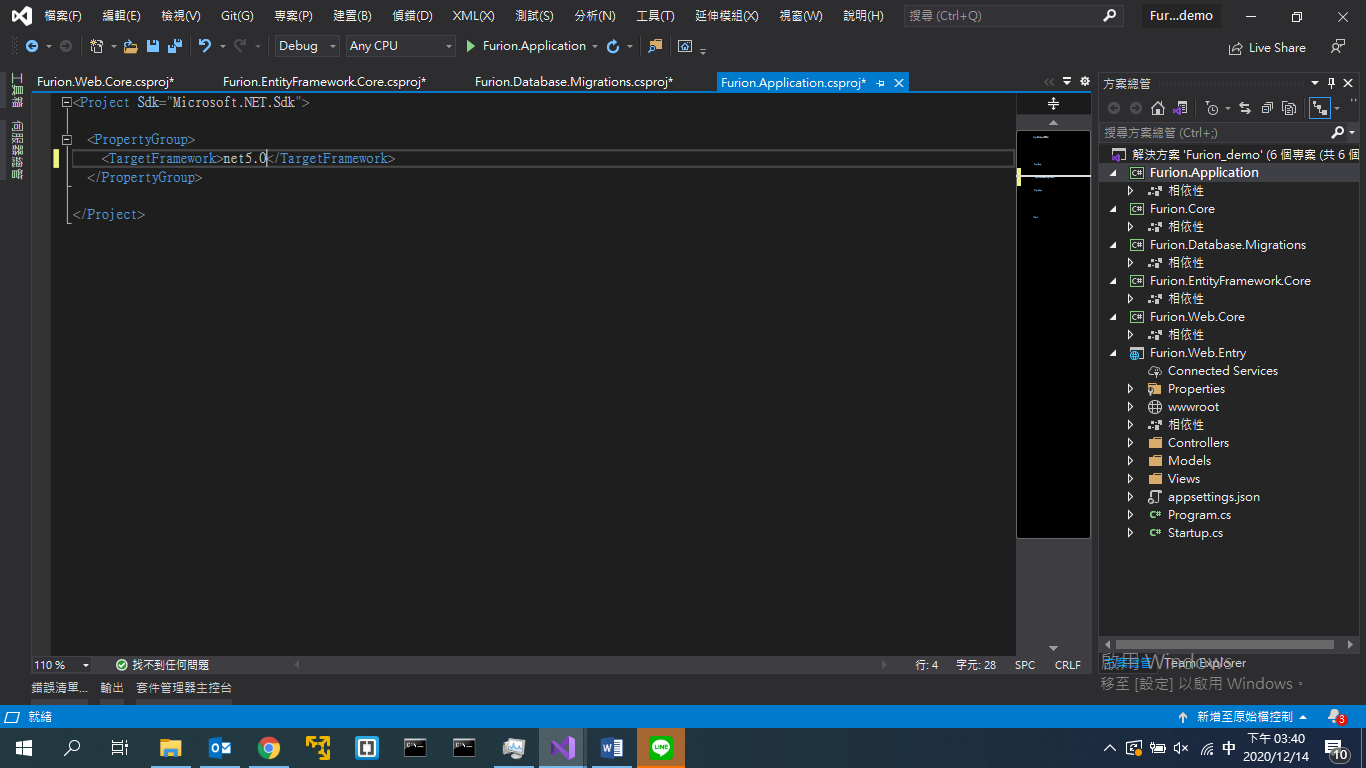 檔案(F) 編輯(E) 檢視(V) Git(G) 專案(P) 建置(B) 偵錯(D) XML(X) 測試(S) 分析(N) 工具(T) 延伸模組(X) 視窗(W) 說明(H) 搜尋 (Ctrl+Q) Fur...demo
Debug Any CPU Furion.Application Live Share
工具箱
伺服器總管
Furion.Web.Core.csproj* Furion.EntityFramework.Core.csproj* Furion.Database.Migrations.csproj* Furion.Application.csproj*
<Project Sdk="Microsoft.NET.Sdk">
<PropertyGroup>
<TargetFramework>net5.0</TargetFramework>
</PropertyGroup>
</Project>
方案總管
搜尋方案總管 (Ctrl+;)
解決方案 'Furion_demo' (6 個專案 (共 6 個
Furion.Application
相依性
Furion.Core
相依性
Furion.Database.Migrations
相依性
Furion.EntityFramework.Core
相依性
Furion.Web.Core
相依性
Furion.Web.Entry
Connected Services
Properties
wwwroot
相依性
Controllers
Models
Views
appsettings.json
Program.cs
Startup.cs
Team Explorer
啟用 Windows
移至 [設定] 以啟用 Windows。
110 % 找不到任何問題 行: 4 字元: 28 SPC CRLF
錯誤清單... 輸出 套件管理器主控台
就緒 新增至原始檔控制 3
中 下午 03:40
2020/12/14 10
LINE